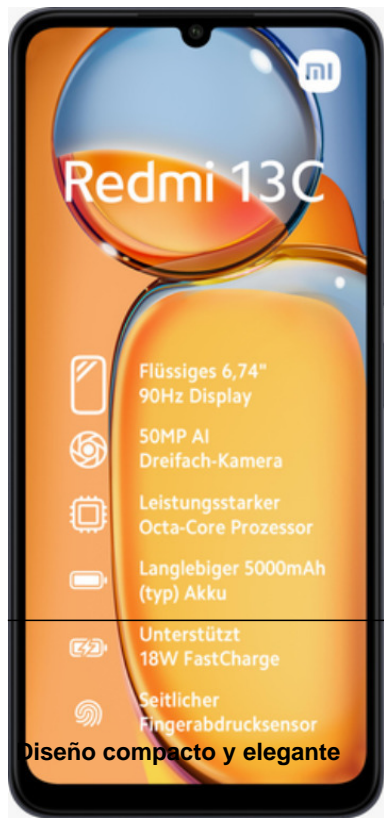 mi
Redmi 13C
Flüssiges 6,74"
90Hz Display
50MP AI
Dreifach-Kamera
Leistungsstarker
Octa-Core Prozessor
Langlebiger 5000mAh
(typ) Akku
Unterstützt
18W FastCharge
Seitlicher
Fingerabdrucksensor
Diseño compacto y elegante